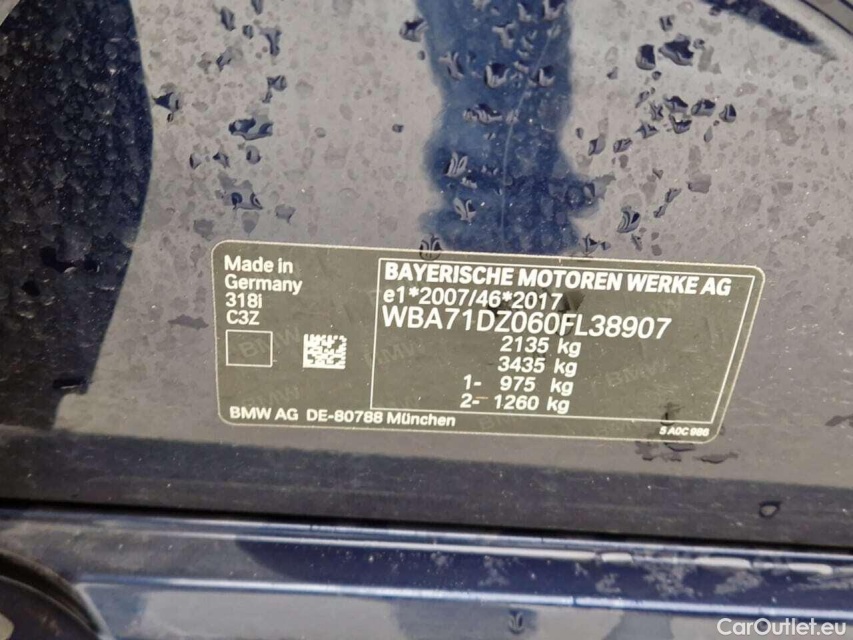 Made in
Germany
318i
C3Z
BMW AG DE-80788 München
BAYERISCHE MOTOREN WERKE AG
e1*2007/46*2017
WBA71DZ060FL38907
2135 kg
3435 kg
1- 975 kg
2- 1260 kg
5 A0C 986
CarOutlet.eu